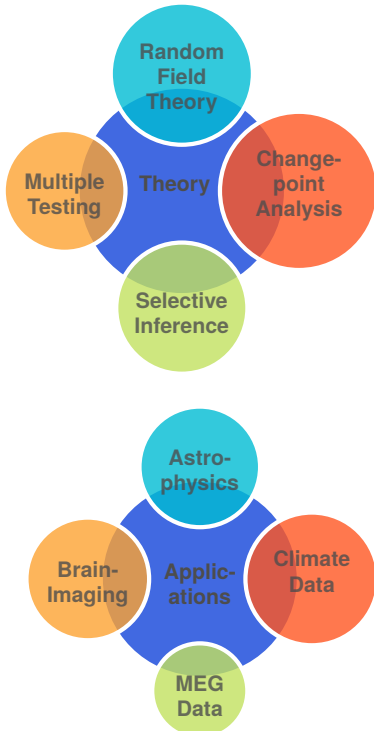 Random
Field
Theory
Multiple
Testing
Theory
Change-
point
Analysis
Selective
Inference
Astro-
physics
Brain-
Imaging
Applic-
ations
Climate
Data
MEG
Data